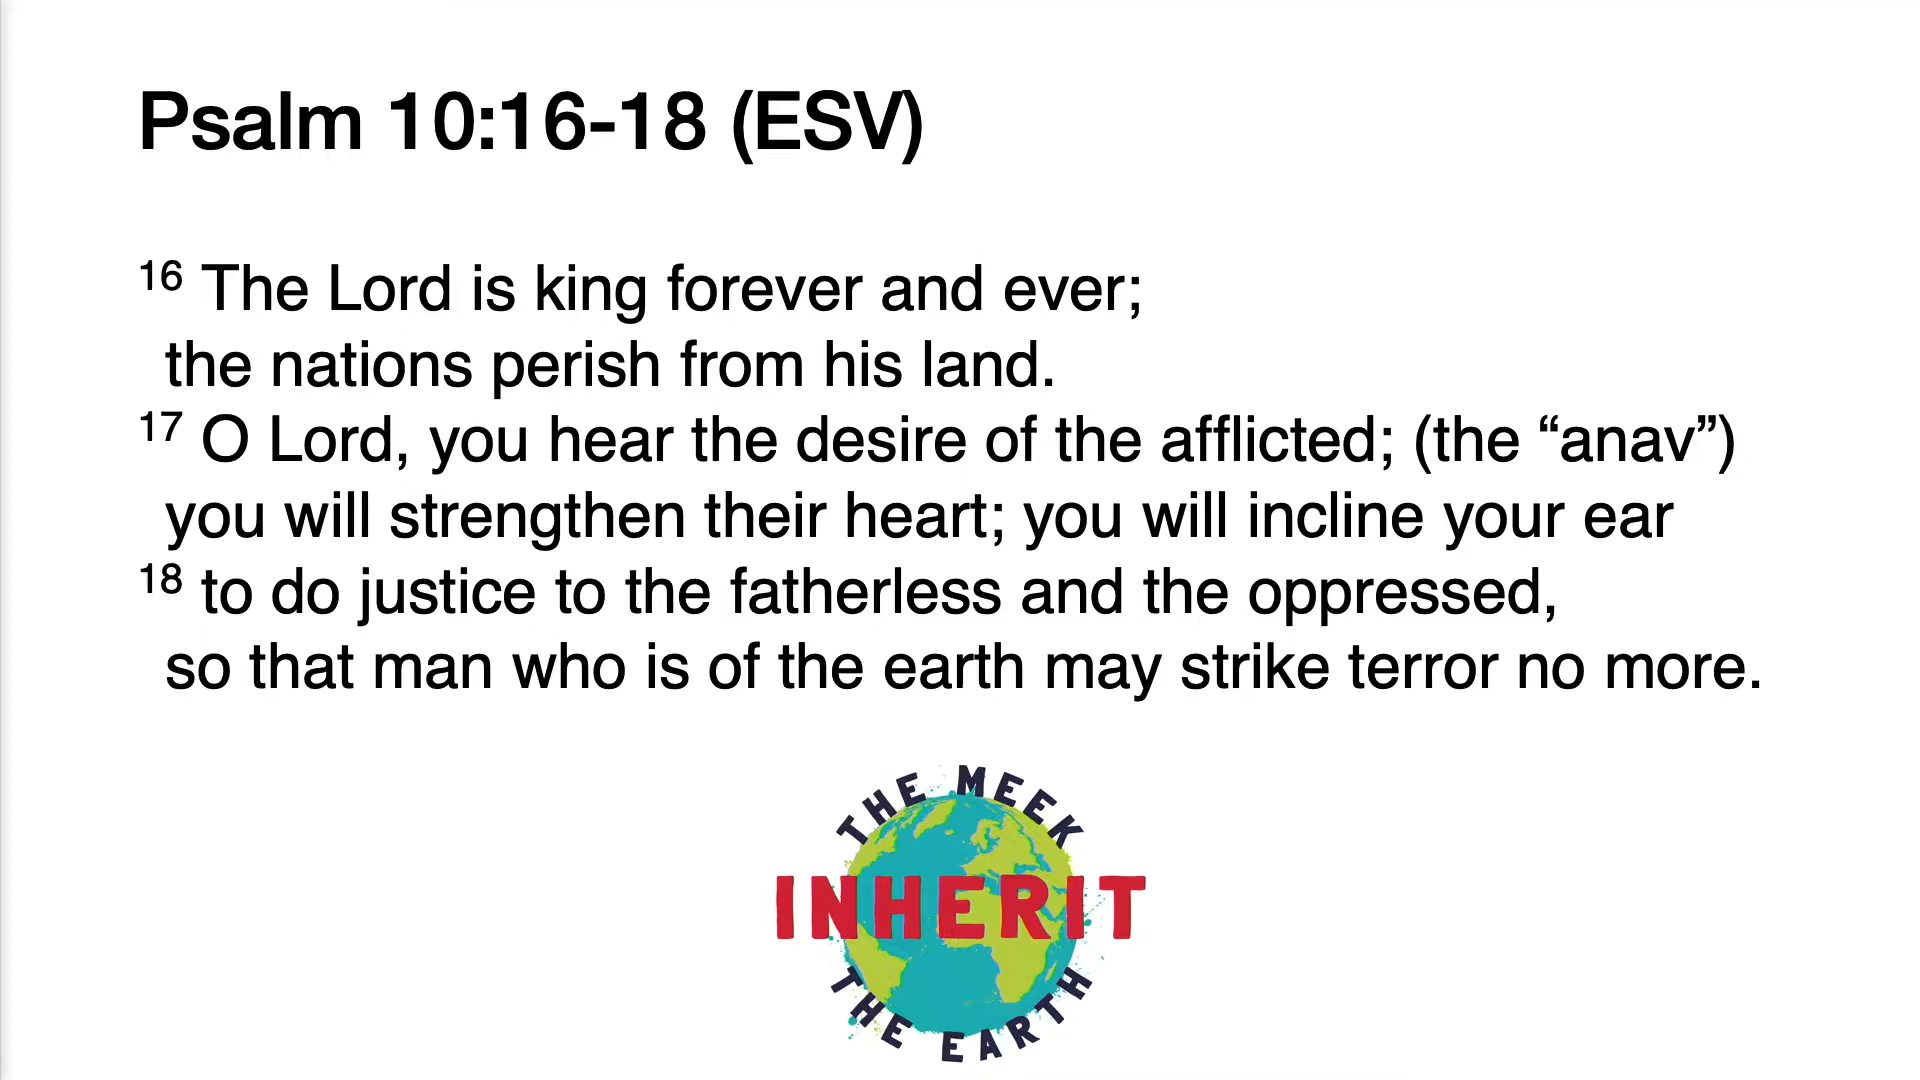 Psalm 10:16-18 (ESV)
16 The Lord is king forever and ever;
the nations perish from his land.
17 O Lord, you hear the desire of the afflicted; (the “anav”)
you will strengthen their heart; you will incline your ear
18 to do justice to the fatherless and the oppressed,
so that man who is of the earth may strike terror no more.
THE MEEK
INHERIT
THE EARTH